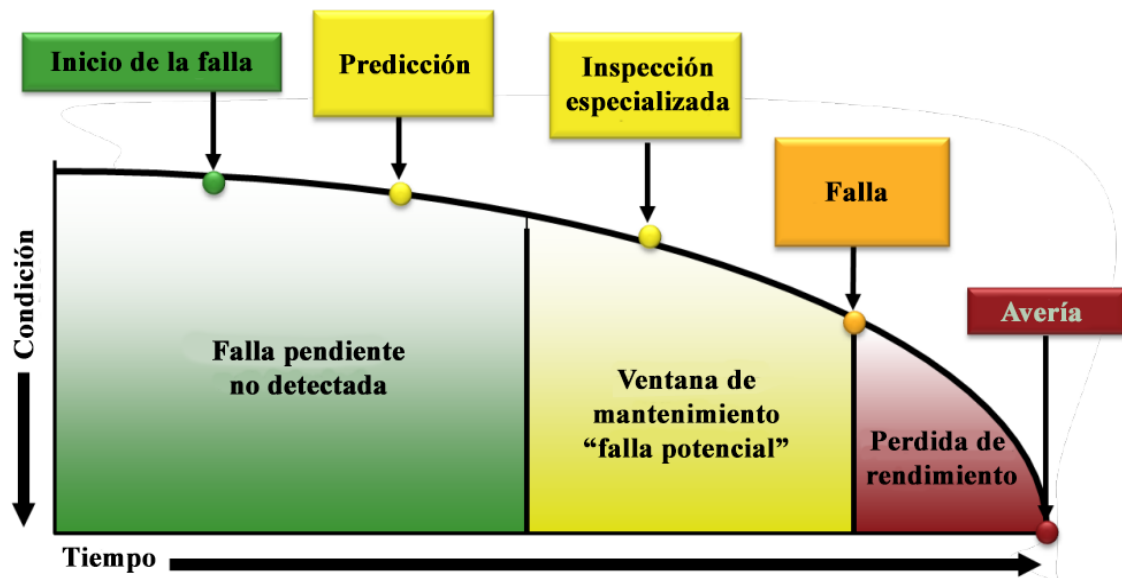 Inicio de la falla
Predicción
Inspección
especializada
Falla
Avería
Condición
Falla pendiente
no detectada
Ventana de
mantenimiento
“falla potencial”
Perdida de
rendimiento
Tiempo